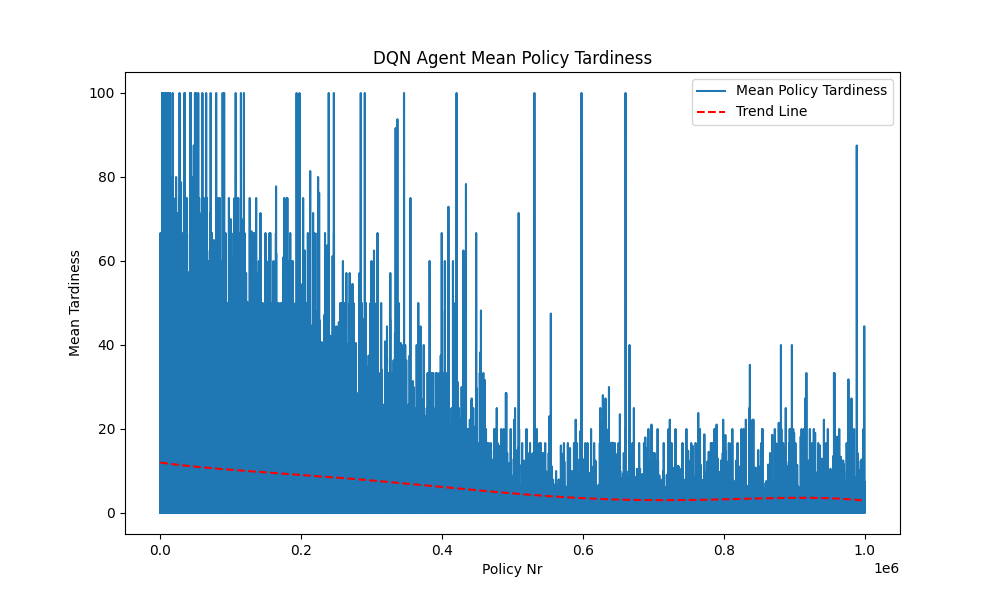 DQN Agent Mean Policy Tardiness
Mean Policy Tardiness
Trend Line
100
80
60
40
20
0
Mean Tardiness
0.0
0.2
0.4
0.6
0.8
1.0
1e6
Policy Nr